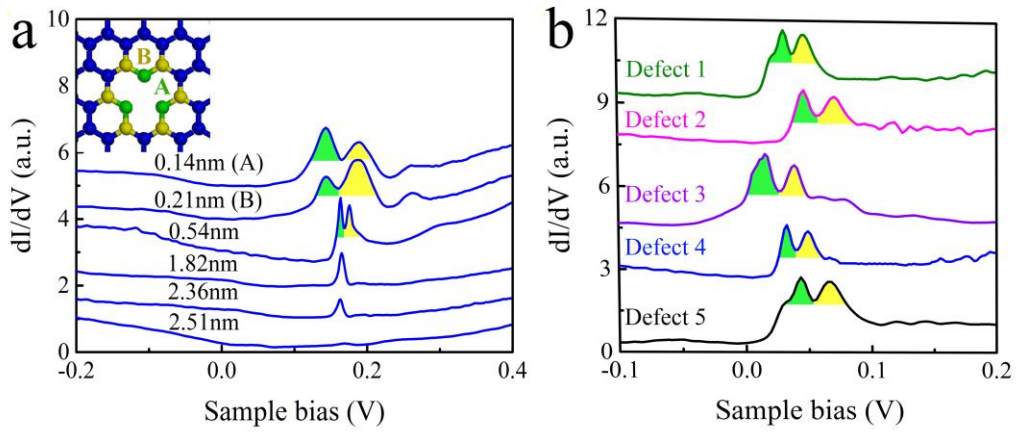 a
B
A
0.14nm (A)
0.21nm (B)
0.54nm
1.82nm
2.36nm
2.51nm
10
8
6
4
2
0
-0.2
0.0
0.2
0.4
dI/dV (a.u.)
Sample bias (V)
b
Defect 1
Defect 2
Defect 3
Defect 4
Defect 5
12
9
6
3
0
-0.1
0.0
0.1
0.2
dI/dV (a.u.)
Sample bias (V)